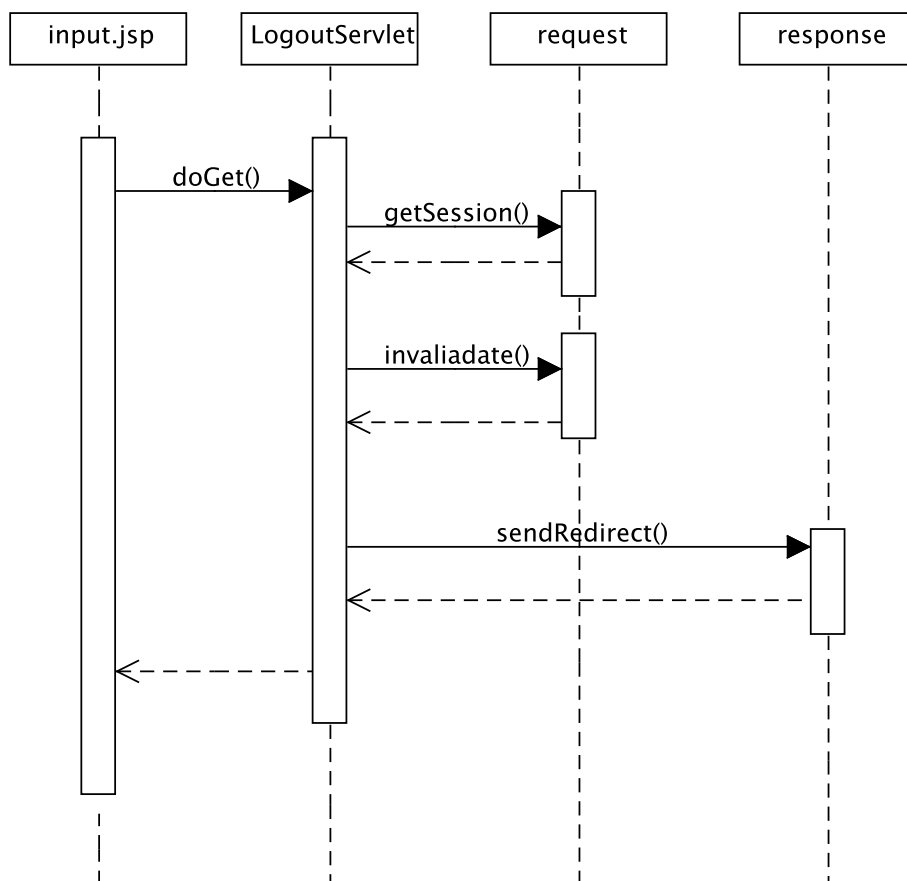 input.jsp
LogoutServlet
request
response
doGet()
getSession()
invaliadate()
sendRedirect()